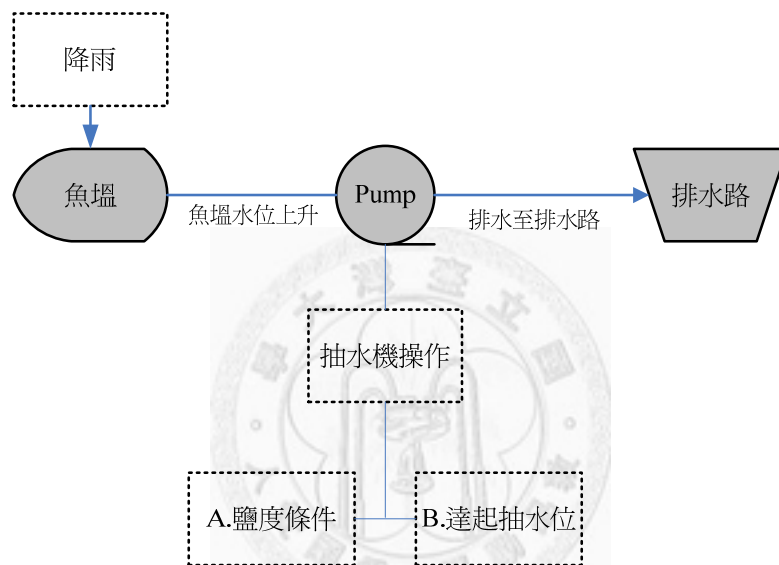 降雨
魚塭
魚塭水位上升
Pump
排水至排水路
排水路
抽水機操作
A.鹽度條件
B.達起抽水位